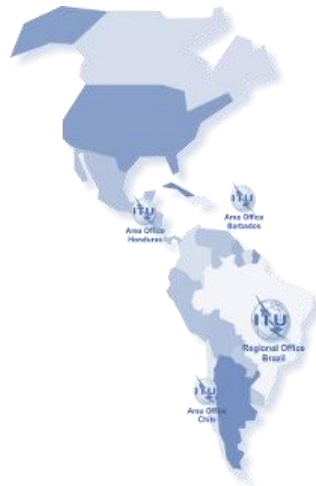 ITU
Area Office
Honduras
ITU
Area Office
Barbados
ITU
Regional Office
Brazil
ITU
Area Office
Chile